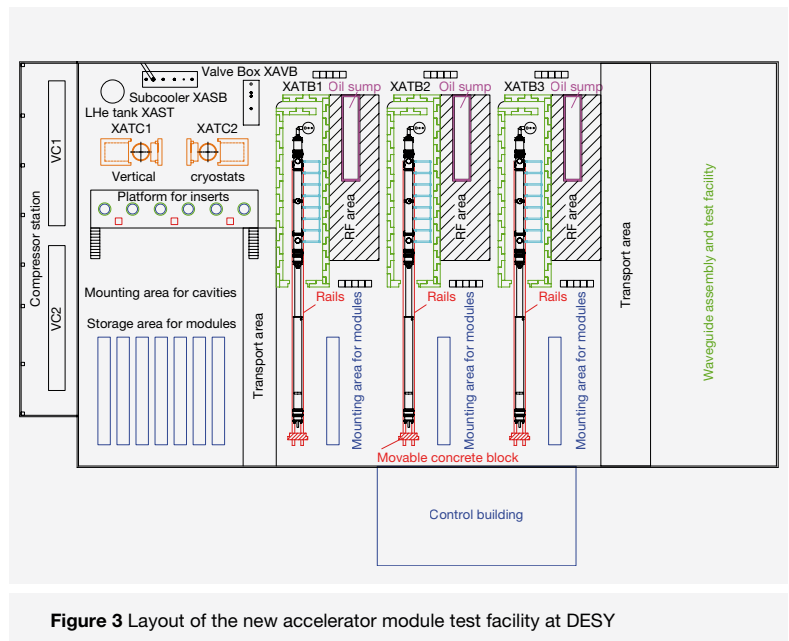 Valve Box XAVB
Subcooler XASB
LHe tank XAST
XATC1
XATC2
Vertical
cryostats
Platform for inserts
XATB1
Oil sump
XATB2
Oil sump
XATB3
Oil sump
RF area
RF area
RF area
VC1
Compressor station
VC2
Mounting area for cavities
Storage area for modules
Transport area
Rails
Rails
Rails
Mounting area for modules
Mounting area for modules
Mounting area for modules
Movable concrete block
Transport area
Waveguide assembly and test facility
Control building
Figure 3 Layout of the new accelerator module test facility at DESY